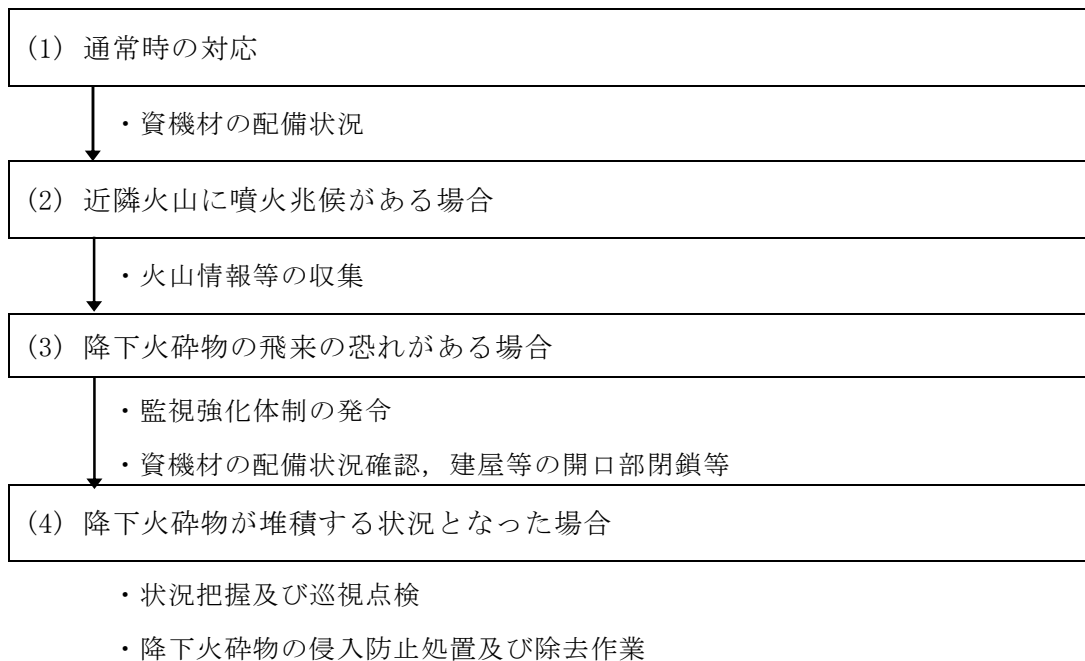 (1) 通常時の対応
・資機材の配備状況
(2) 近隣火山に噴火兆候がある場合
・火山情報等の収集
(3) 降下火砕物の飛来の恐れがある場合
・監視強化体制の発令
・資機材の配備状況確認，建屋等の開口部閉鎖等
(4) 降下火砕物が堆積する状況となった場合
・状況把握及び巡視点検
・降下火砕物の侵入防止処置及び除去作業